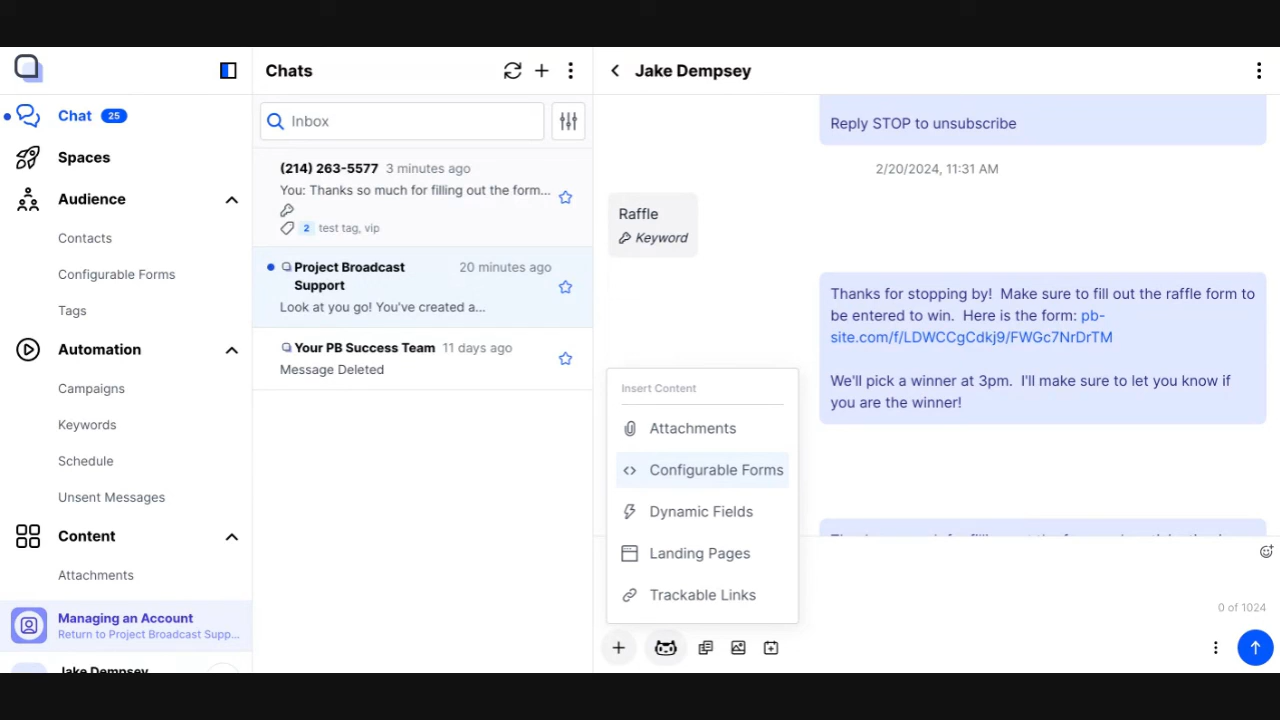 Chat 25
Spaces
Audience
Contacts
Configurable Forms
Tags
Automation
Campaigns
Keywords
Schedule
Unsent Messages
Content
Attachments
Managing an Account
Return to Project Broadcast Supp...
Jake Dempsey
Chats
Inbox
(214) 263-5577 3 minutes ago
You: Thanks so much for filling out the form...
2 test tag, vip
Project Broadcast 20 minutes ago
Support
Look at you go! You've created a...
Your PB Success Team 11 days ago
Message Deleted
Jake Dempsey
Reply STOP to unsubscribe
2/20/2024, 11:31 AM
Raffle
Keyword
Thanks for stopping by! Make sure to fill out the raffle form to
be entered to win. Here is the form: pb-
site.com/f/LDWCCgCdkj9/FWGc7NrDrTM
We'll pick a winner at 3pm. I'll make sure to let you know if
you are the winner!
Insert Content
Attachments
Configurable Forms
Dynamic Fields
Landing Pages
Trackable Links
0 of 1024